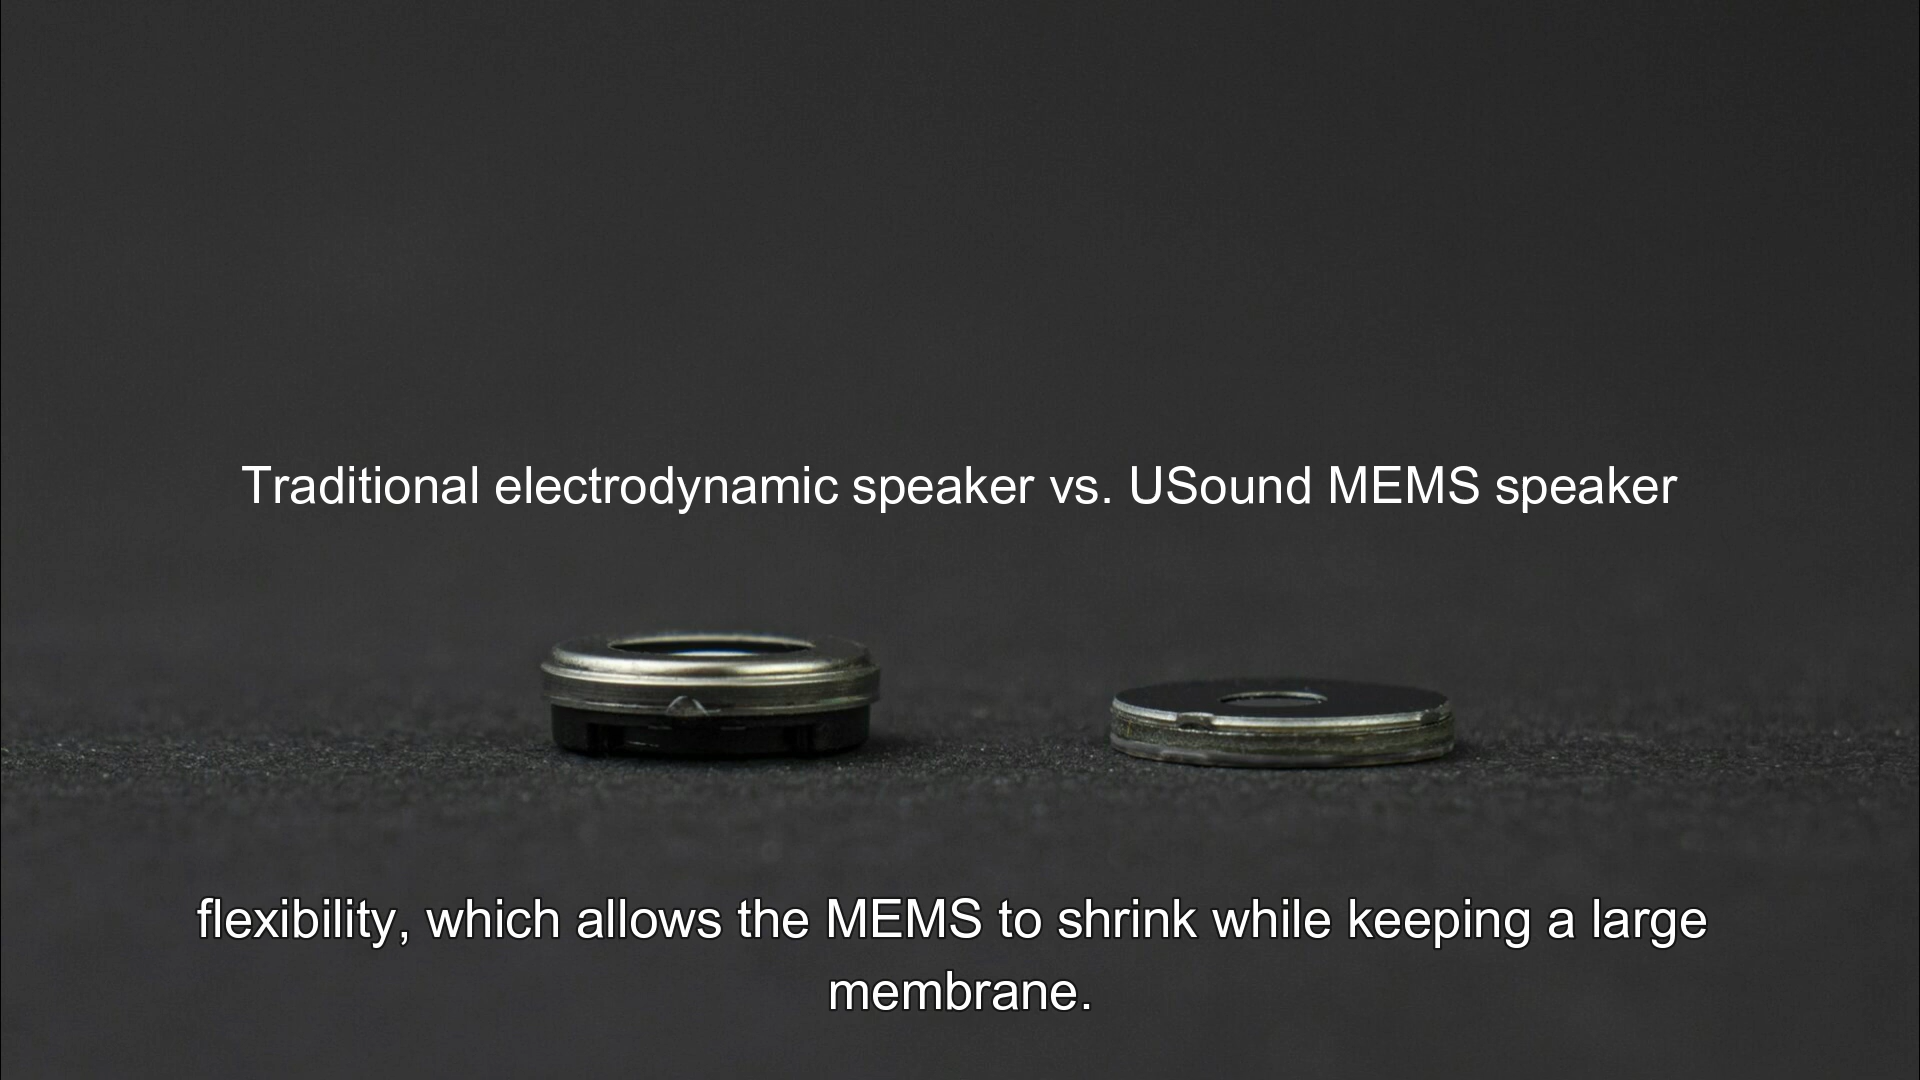 Traditional electrodynamic speaker vs. USound MEMS speaker
flexibility, which allows the MEMS to shrink while keeping a large
membrane.